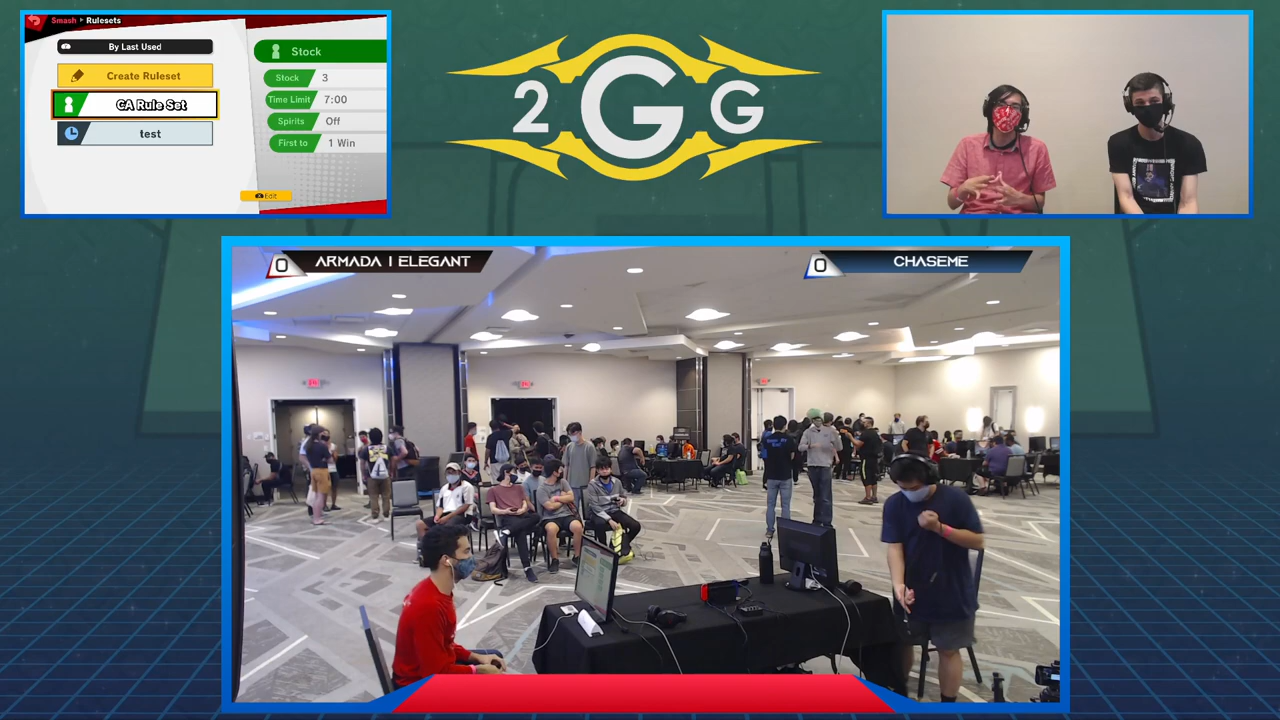 Smash ▸ Rulesets
By Last Used
Create Ruleset
CA Rule Set
test
Stock
Stock 3
Time Limit 7:00
Spirits Off
First to 1 Win
Edit
2GG
0 ARMADA | ELEGANT
0 CHASEME